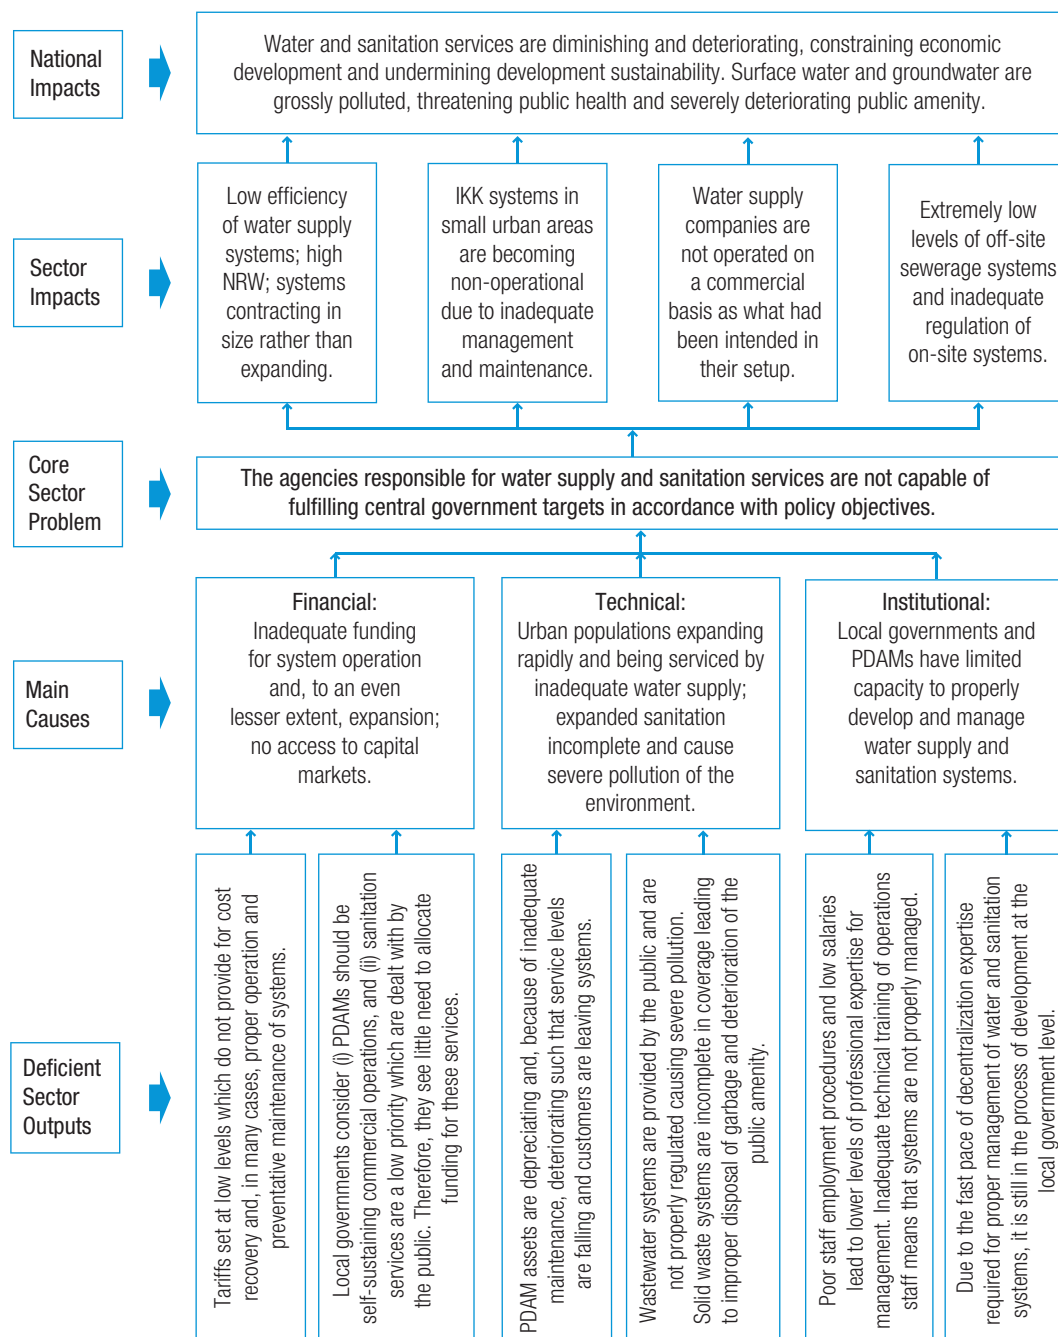 National
Impacts
Water and sanitation services are diminishing and deteriorating, constraining economic
development and undermining development sustainability. Surface water and groundwater are
grossly polluted, threatening public health and severely deteriorating public amenity.
Sector
Impacts
Low efficiency
of water supply
systems; high
NRW; systems
contracting in
size rather than
expanding.
IKK systems in
small urban areas
are becoming
non-operational
due to inadequate
management
and maintenance.
Water supply
companies are
not operated on
a commercial
basis as what had
been intended in
their setup.
Extremely low
levels of off-site
sewerage systems
and inadequate
regulation of
on-site systems.
Core
Sector
Problem
The agencies responsible for water supply and sanitation services are not capable of
fulfilling central government targets in accordance with policy objectives.
Main
Causes
Financial:
Inadequate funding
for system operation
and, to an even
lesser extent, expansion;
no access to capital
markets.
Technical:
Urban populations expanding
rapidly and being serviced by
inadequate water supply;
expanded sanitation
incomplete and cause
severe pollution of the
environment.
Institutional:
Local governments and
PDAMs have limited
capacity to properly
develop and manage
water supply and
sanitation systems.
Deficient
Sector
Outputs
Tariffs set at low levels which do not provide for cost
recovery and, in many cases, proper operation and
preventative maintenance of systems.
Local governments consider (i) PDAMs should be
self-sustaining commercial operations, and (ii) sanitation
services are a low priority which are dealt with by
the public. Therefore, they see little need to allocate
funding for these services.
PDAM assets are depreciating and, because of inadequate
maintenance, deteriorating such that service levels
are falling and customers are leaving systems.
Wastewater systems are provided by the public and are
not properly regulated causing severe pollution.
Solid waste systems are incomplete in coverage leading
to improper disposal of garbage and deterioration of the
public amenity.
Poor staff employment procedures and low salaries
lead to lower levels of professional expertise for
management. Inadequate technical training of operations
staff means that systems are not properly managed.
Due to the fast pace of decentralization expertise
required for proper management of water and sanitation
systems, it is still in the process of development at the
local government level.